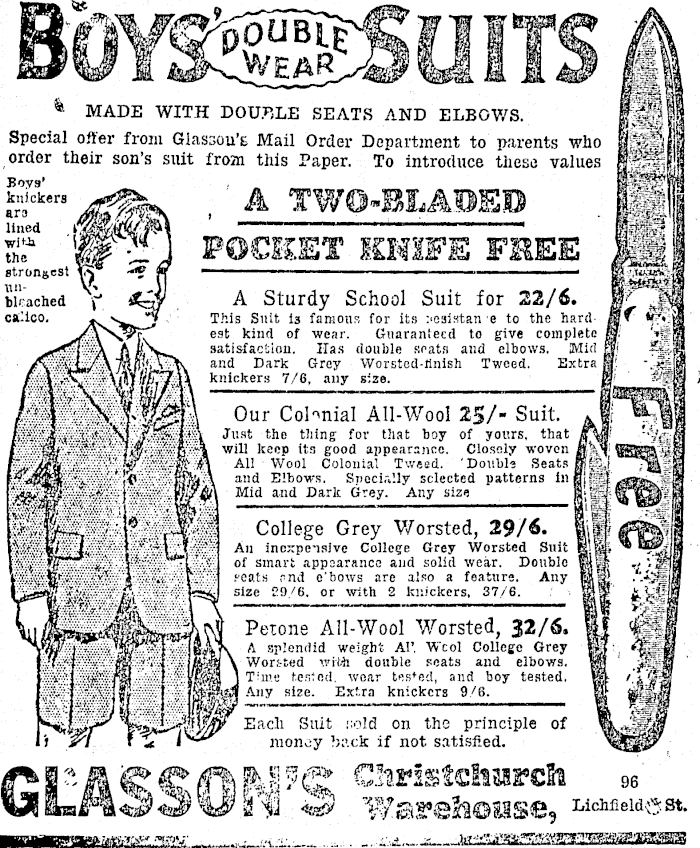 BOYS' DOUBLE WEAR SUITS
MADE WITH DOUBLE SEATS AND ELBOWS.
Special offer from Glasson's Mail Order Department to parents who
order their son's suit from this Paper. To introduce these values
Boys'
knickers
are
lined
with
the
strongest
un-
bleached
calico.
A TWO-BLADED
POCKET KNIFE FREE
A Sturdy School Suit for 22/6.
This Suit is famous for its resistance to the hard-
est kind of wear. Guaranteed to give complete
satisfaction. Has double seats and elbows. Mid
and Dark Grey Worsted-finish Tweed. Extra
knickers 7/6, any size.
Our Colonial All-Wool 25/- Suit.
Just the thing for that boy of yours, that
will keep its good appearance. Closely woven
All Wool Colonial Tweed. Double Seats
and Elbows. Specially selected patterns in
Mid and Dark Grey. Any size
College Grey Worsted, 29/6.
An inexpensive College Grey Worsted Suit
of smart appearance and solid wear. Double
seats and elbows are also a feature. Any
size 29/6, or with 2 knickers, 37/6.
Petone All-Wool Worsted, 32/6.
A splendid weight All Wool College Grey
Worsted with double seats and elbows.
Time tested, wear tested, and boy tested.
Any size. Extra knickers 9/6.
Each Suit sold on the principle of
money back if not satisfied.
Free
GLASSON'S Christchurch
Warehouse,
96
Lichfield St.